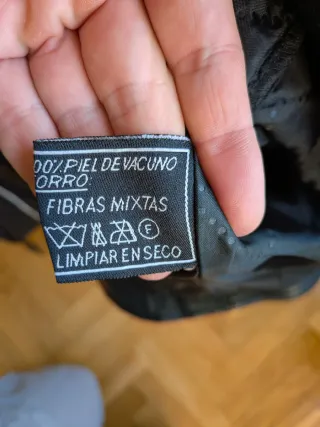 00% PIEL DE VACUNO
ORRO:
FIBRAS MIXTAS
F
LIMPIAR EN SECO